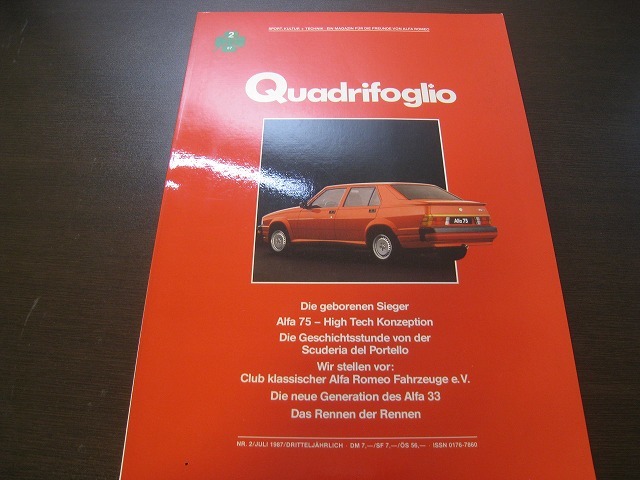 SPORT, KULTUR + TECHNIK · EIN MAGAZIN FÜR DIE FREUNDE VON ALFA ROMEO
2
87
Quadrifoglio
Alfa 75
Die geborenen Sieger
Alfa 75 – High Tech Konzeption
Die Geschichtsstunde von der
Scuderia del Portello
Wir stellen vor:
Club klassischer Alfa Romeo Fahrzeuge e.V.
Die neue Generation des Alfa 33
Das Rennen der Rennen
NR. 2/JULI 1987/DRITTELJÄHRLICH · DM 7,—/SF 7,—/ÖS 56,— · ISSN 0176-7860